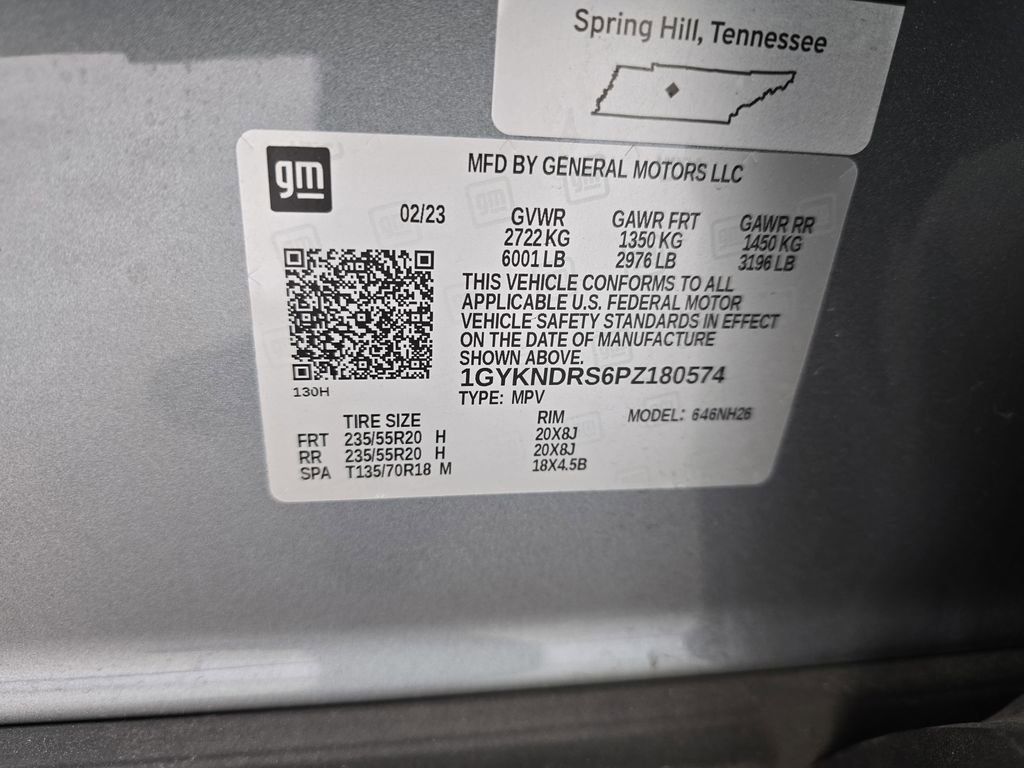 Spring Hill, Tennessee
gm
MFD BY GENERAL MOTORS LLC
02/23
GVWR GAWR FRT GAWR RR
2722 KG 1350 KG 1450 KG
6001 LB 2976 LB 3196 LB
THIS VEHICLE CONFORMS TO ALL
APPLICABLE U.S. FEDERAL MOTOR
VEHICLE SAFETY STANDARDS IN EFFECT
ON THE DATE OF MANUFACTURE
SHOWN ABOVE.
1GYKNDRS6PZ180574
130H
TYPE: MPV
MODEL: 646NH26
TIRE SIZE RIM
FRT 235/55R20 H 20X8J
RR 235/55R20 H 20X8J
SPA T135/70R18 M 18X4.5B